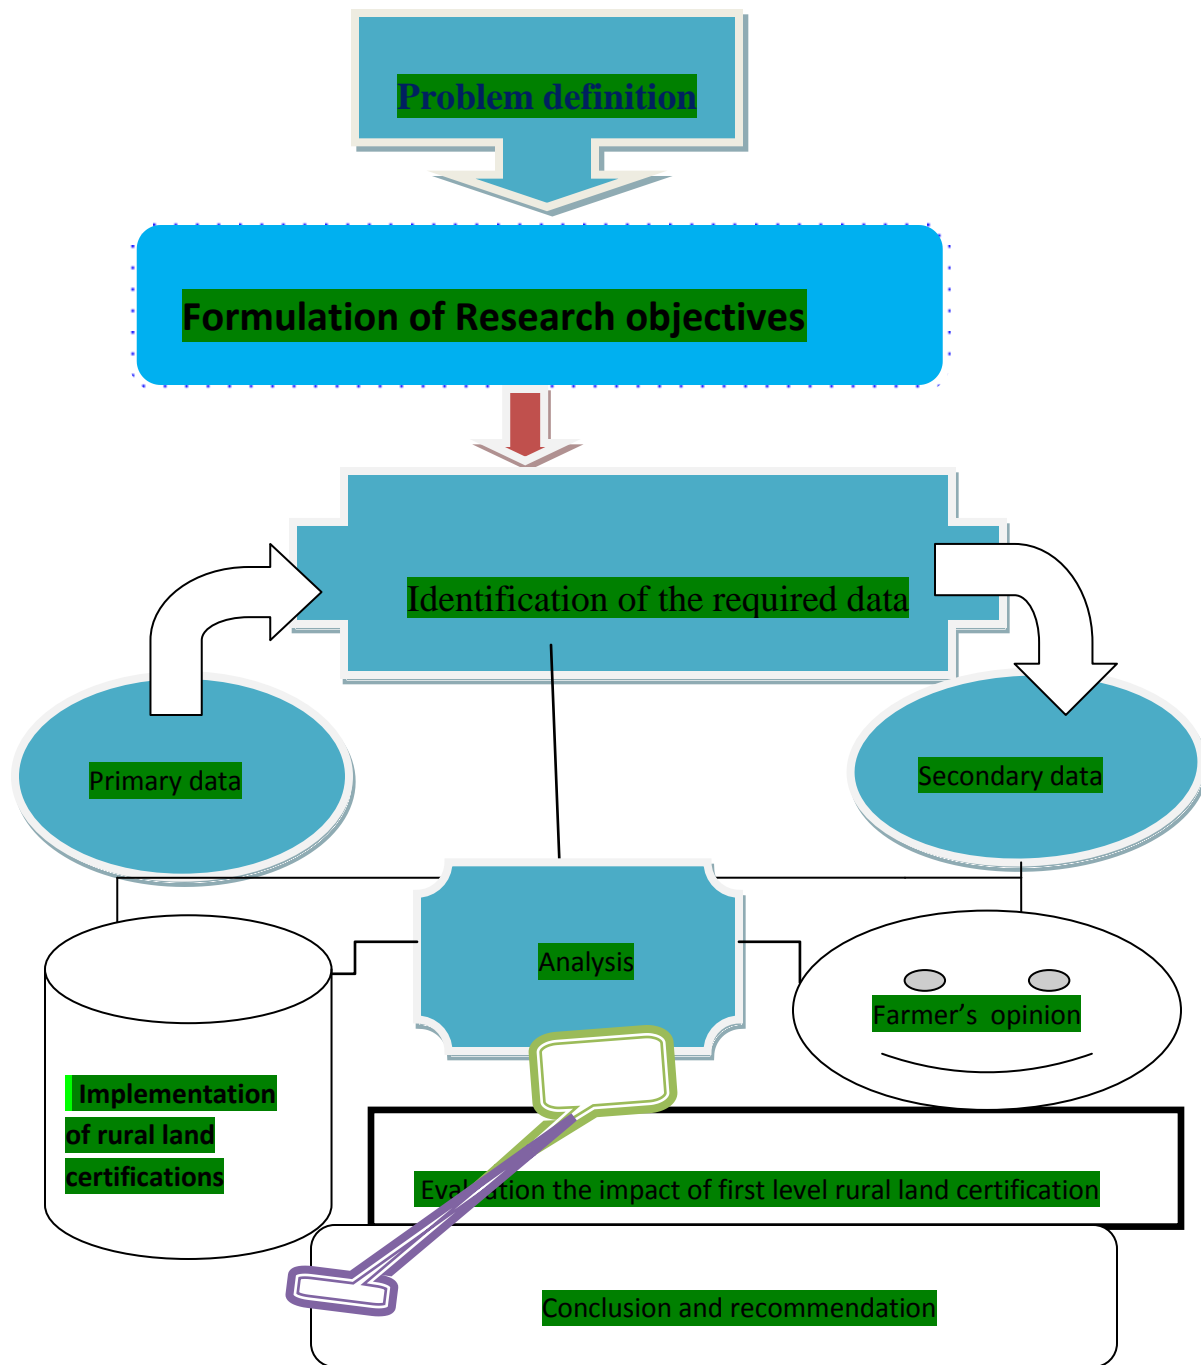 Problem definition
Formulation of Research objectives
Identification of the required data
Primary data
Secondary data
Analysis
Farmer's  opinion
Implementation
of rural land
certifications
Evaluation the impact of first level rural land certification
Conclusion and recommendation